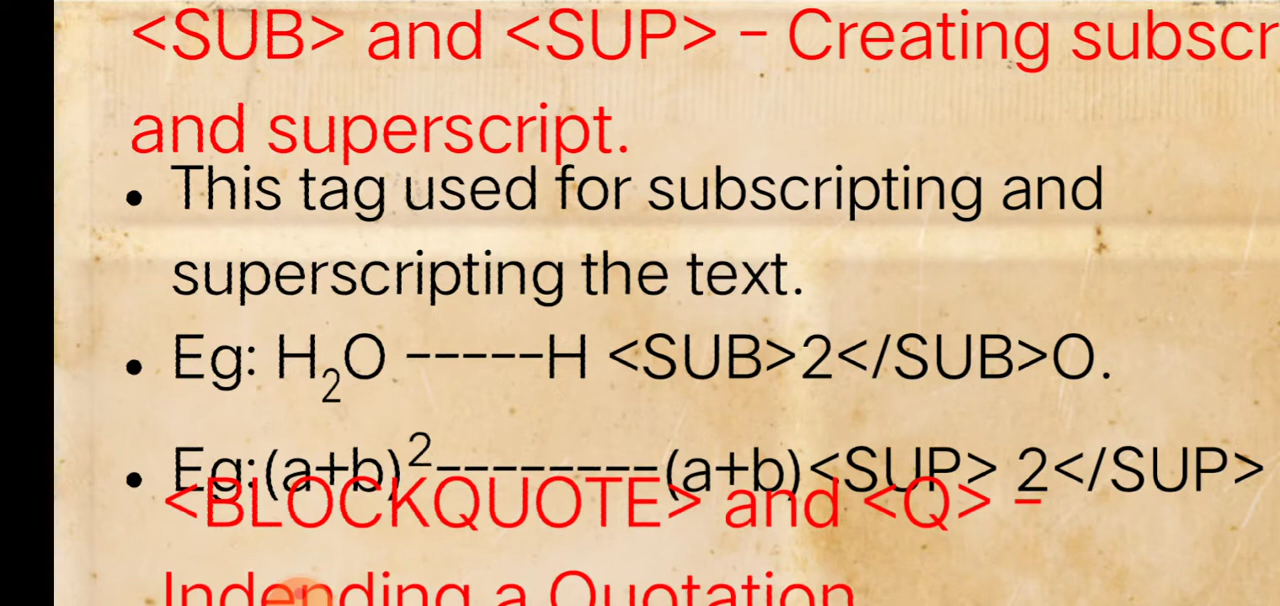 <SUB> and <SUP> – Creating subscr
and superscript.
• This tag used for subscripting and
superscripting the text.
• Eg: H₂O -----H <SUB>2</SUB>O.
• Eg:(a+b)²--------(a+b)<SUP> 2</SUP>
<BLOCKQUOTE> and <Q> –
Indending a Quotation